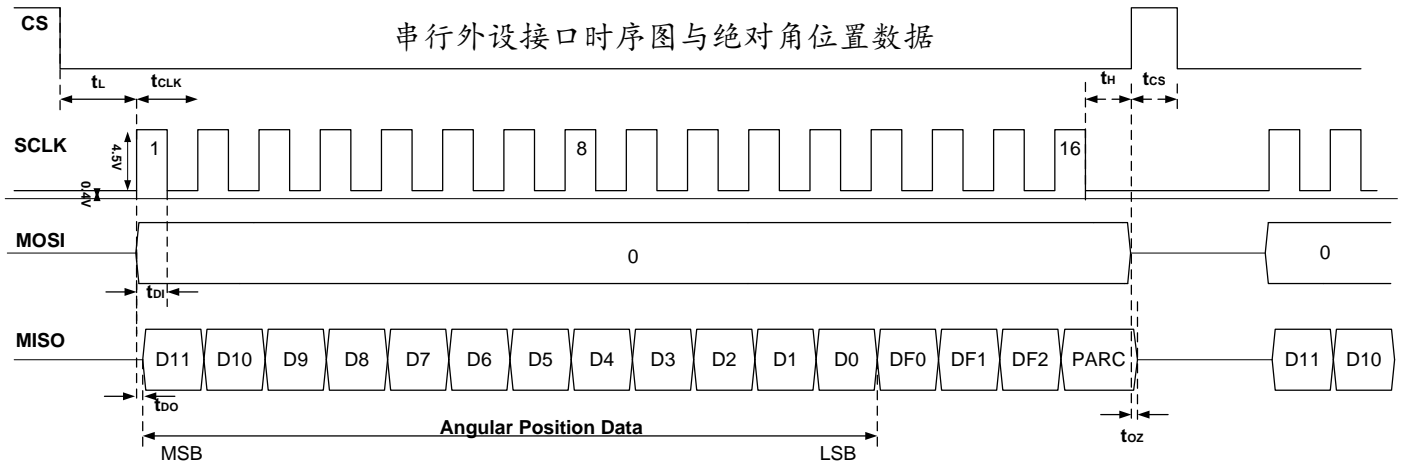 串行外设接口时序图与绝对角位置数据
CS
tL
tCLK
tH
tCS
SCLK
4.5V
0.4V
1
8
16
MOSI
0
0
tDI
MISO
D11 D10 D9 D8 D7 D6 D5 D4 D3 D2 D1 D0 DF0 DF1 DF2 PARC D11 D10
tDO
tOZ
Angular Position Data
MSB
LSB